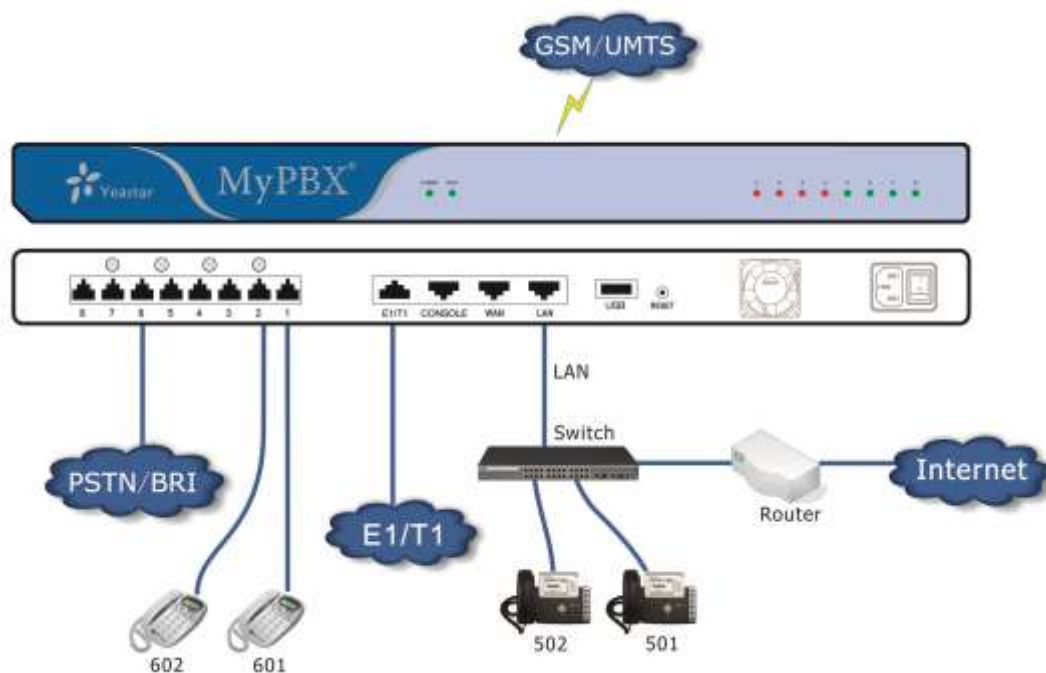 GSM/UMTS
Yeastar
MyPBX®
8 7 6 5 4 3 2 1
E1/T1 CONSOLE WAN LAN
USB
RESET
LAN
Switch
PSTN/BRI
E1/T1
Router
Internet
602
601
502
501